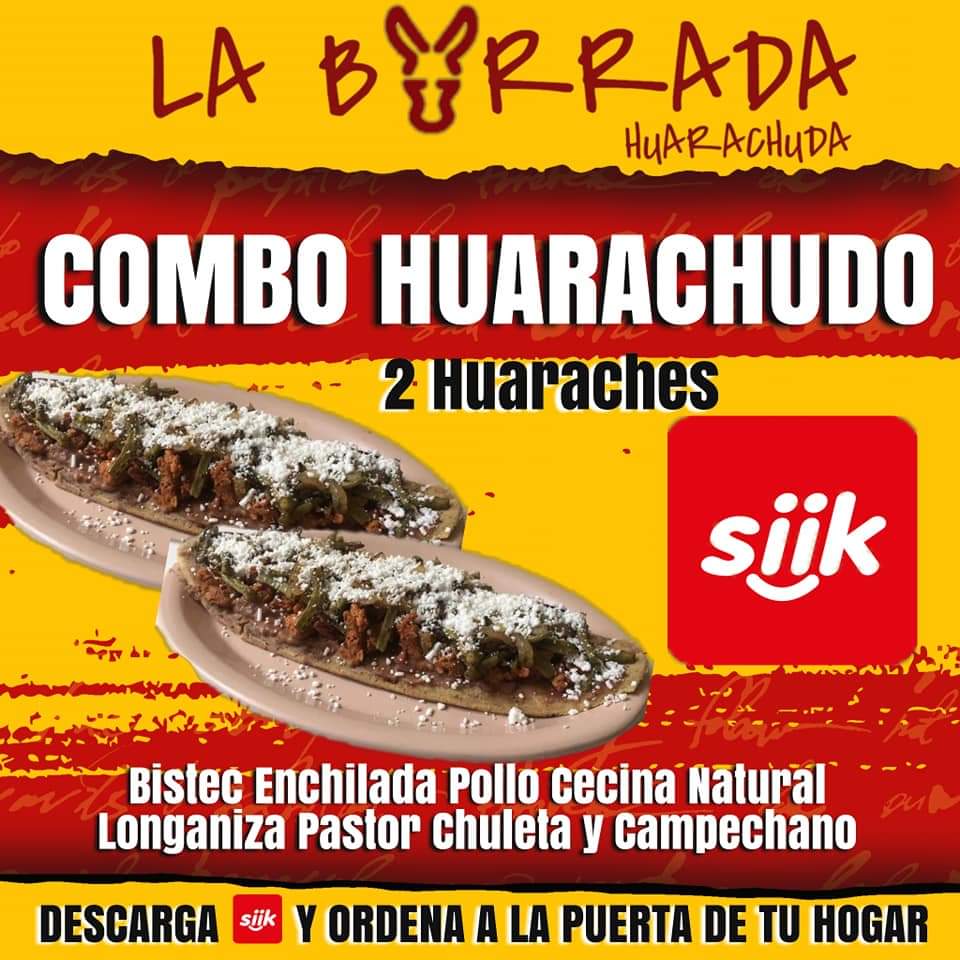 LA BURRADA
HUARACHUDA
COMBO HUARACHUDO
2 Huaraches
siik
Bistec Enchilada Pollo Cecina Natural
Longaniza Pastor Chuleta y Campechano
DESCARGA siik Y ORDENA A LA PUERTA DE TU HOGAR